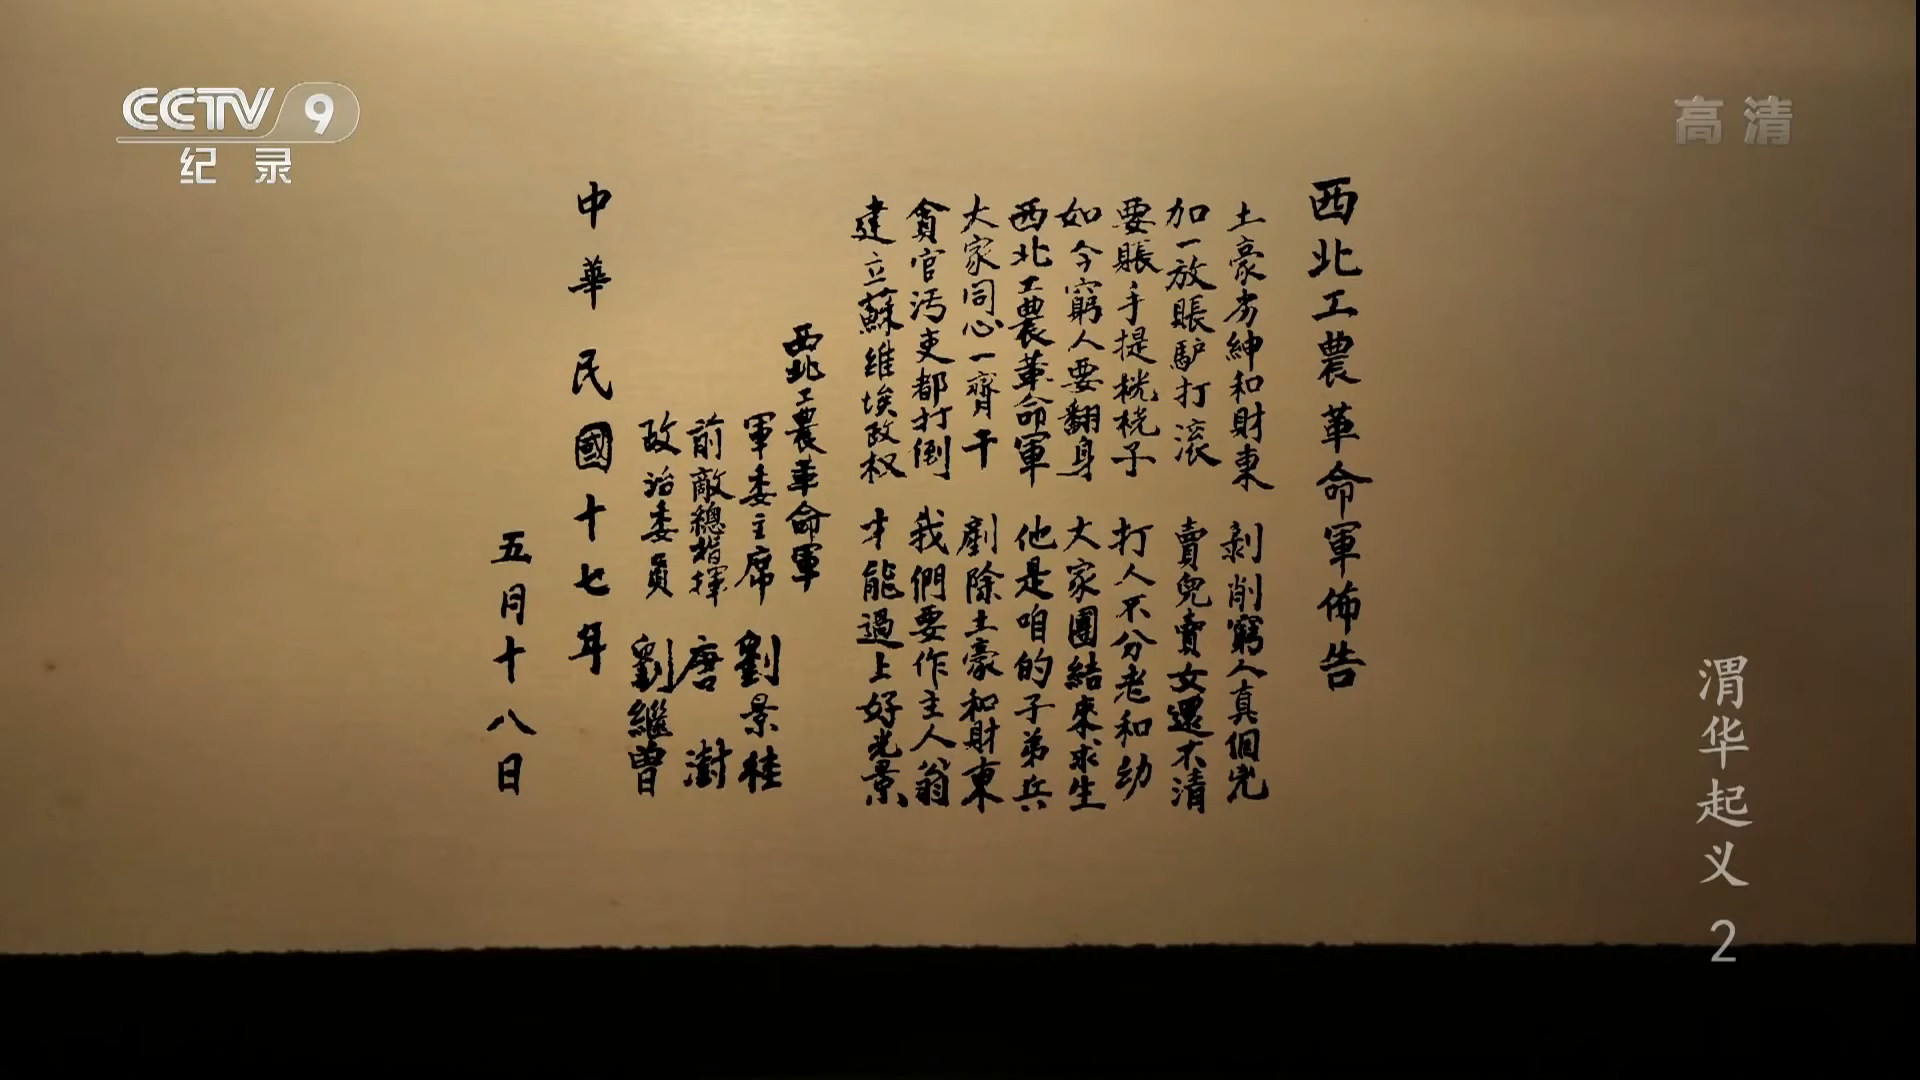 CCTV 9
纪录
高清
西北工農革命軍佈告
土豪劣紳和財東 剝削窮人真個兇
加一放賬驴打滚 賣兒賣女還不清
要賬手提桄桄子 打人不分老和幼
如今窮人要翻身 大家團結來求生
西北工農革命軍 他是咱的子弟兵
大家同心一齊干 剷除土豪和財東
貪官污吏都打倒 我們要作主人翁
建立蘇維埃政权 才能過上好光景
西北工農革命軍
軍委主席 劉景桂
前敵總指揮 唐澍
政治委員 劉繼曾
中華民國十七年
五月十八日
渭华起义 2